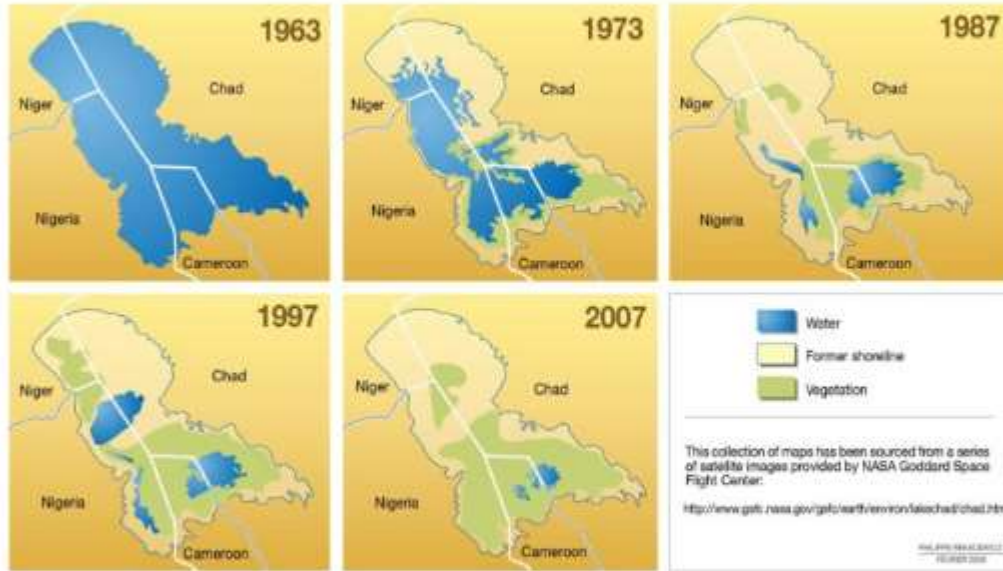 1963
Chad
Niger
Nigeria
Cameroon
1973
Chad
Niger
Nigeria
Cameroon
1987
Chad
Niger
Nigeria
Cameroon
1997
Chad
Niger
Nigeria
Cameroon
2007
Chad
Niger
Nigeria
Cameroon
Water
Former shoreline
Vegetation
This collection of maps has been sourced from a series
of satellite images provided by NASA Goddard Space
Flight Center: